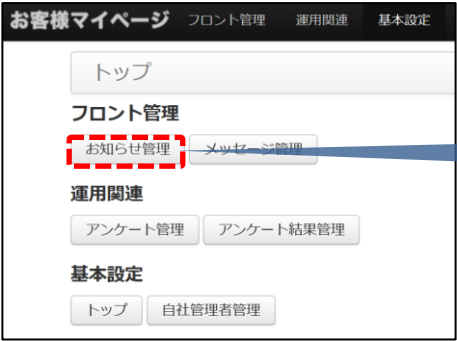 お客様マイページ フロント管理 運用関連 基本設定
トップ
フロント管理
お知らせ管理 メッセージ管理
運用関連
アンケート管理 アンケート結果管理
基本設定
トップ 自社管理者管理